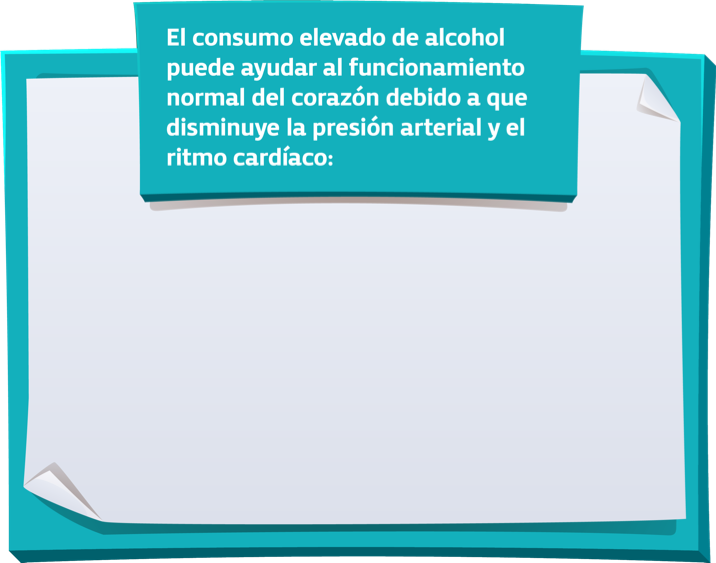 El consumo elevado de alcohol
puede ayudar al funcionamiento
normal del corazón debido a que
disminuye la presión arterial y el
ritmo cardíaco: